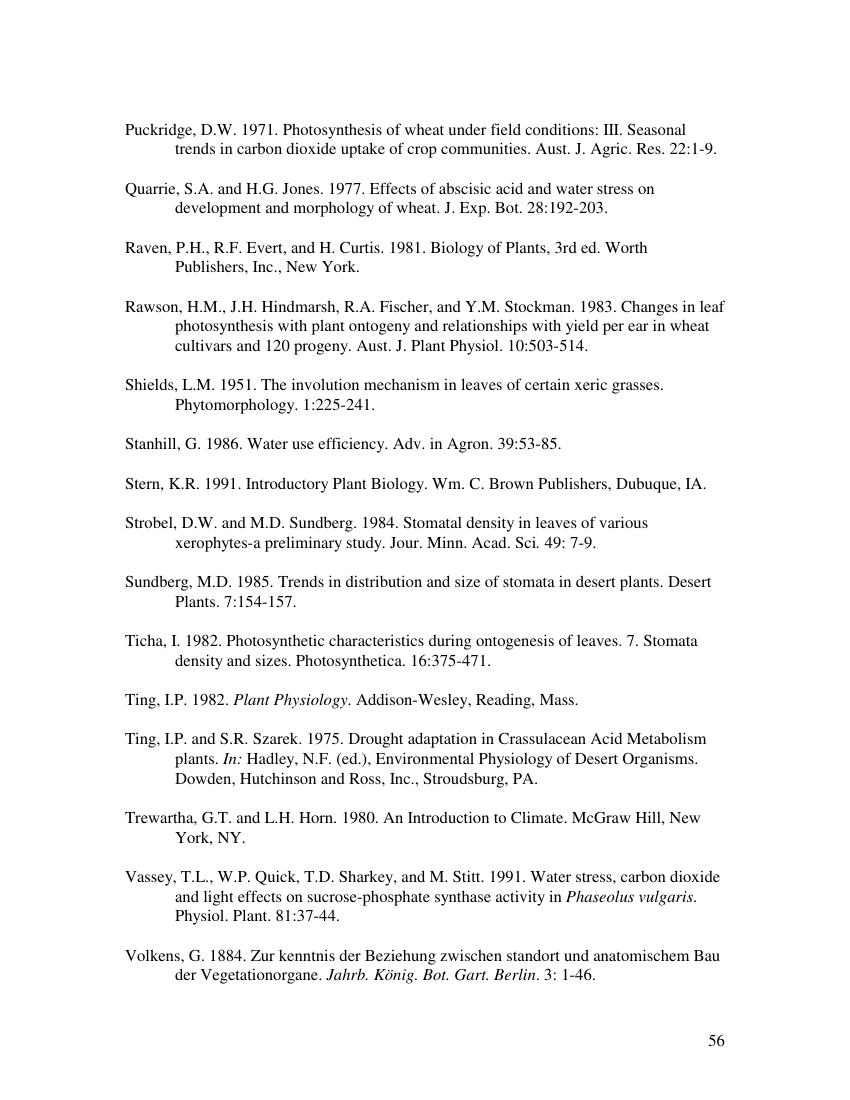 Puckridge, D.W. 1971. Photosynthesis of wheat under field conditions: III. Seasonal
trends in carbon dioxide uptake of crop communities. Aust. J. Agric. Res. 22:1-9.
Quarrie, S.A. and H.G. Jones. 1977. Effects of abscisic acid and water stress on
development and morphology of wheat. J. Exp. Bot. 28:192-203.
Raven, P.H., R.F. Evert, and H. Curtis. 1981. Biology of Plants, 3rd ed. Worth
Publishers, Inc., New York.
Rawson, H.M., J.H. Hindmarsh, R.A. Fischer, and Y.M. Stockman. 1983. Changes in leaf
photosynthesis with plant ontogeny and relationships with yield per ear in wheat
cultivars and 120 progeny. Aust. J. Plant Physiol. 10:503-514.
Shields, L.M. 1951. The involution mechanism in leaves of certain xeric grasses.
Phytomorphology. 1:225-241.
Stanhill, G. 1986. Water use efficiency. Adv. in Agron. 39:53-85.
Stern, K.R. 1991. Introductory Plant Biology. Wm. C. Brown Publishers, Dubuque, IA.
Strobel, D.W. and M.D. Sundberg. 1984. Stomatal density in leaves of various
xerophytes-a preliminary study. Jour. Minn. Acad. Sci. 49: 7-9.
Sundberg, M.D. 1985. Trends in distribution and size of stomata in desert plants. Desert
Plants. 7:154-157.
Ticha, I. 1982. Photosynthetic characteristics during ontogenesis of leaves. 7. Stomata
density and sizes. Photosynthetica. 16:375-471.
Ting, I.P. 1982. Plant Physiology. Addison-Wesley, Reading, Mass.
Ting, I.P. and S.R. Szarek. 1975. Drought adaptation in Crassulacean Acid Metabolism
plants. In: Hadley, N.F. (ed.), Environmental Physiology of Desert Organisms.
Dowden, Hutchinson and Ross, Inc., Stroudsburg, PA.
Trewartha, G.T. and L.H. Horn. 1980. An Introduction to Climate. McGraw Hill, New
York, NY.
Vassey, T.L., W.P. Quick, T.D. Sharkey, and M. Stitt. 1991. Water stress, carbon dioxide
and light effects on sucrose-phosphate synthase activity in Phaseolus vulgaris.
Physiol. Plant. 81:37-44.
Volkens, G. 1884. Zur kenntnis der Beziehung zwischen standort und anatomischem Bau
der Vegetationorgane. Jahrb. König. Bot. Gart. Berlin. 3: 1-46.
56